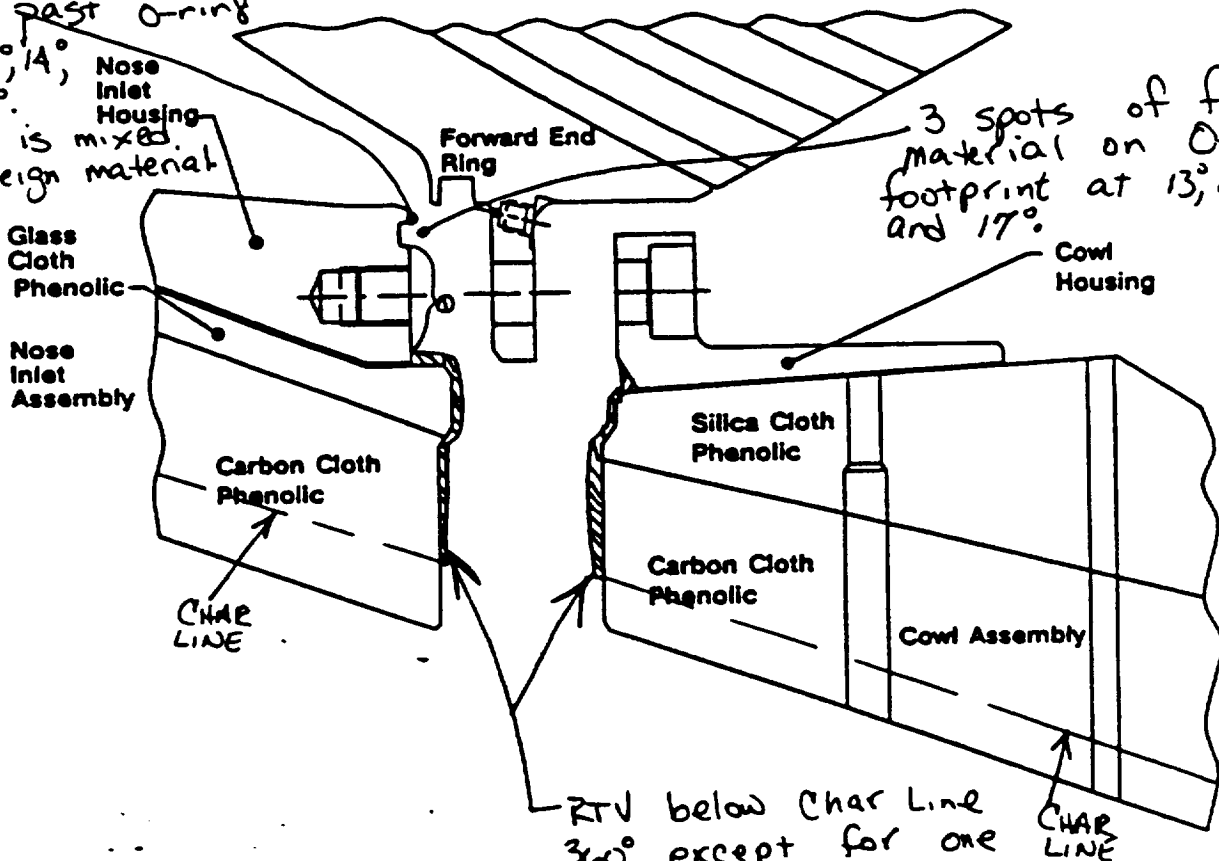 past O-ring
°, 14°,
°.
is mixed.
eign material
Nose
Inlet
Housing
Forward End
Ring
3 spots of f
material on O-
footprint at 13°,
and 17°.
Glass
Cloth
Phenolic
Cowl
Housing
Nose
Inlet
Assembly
Silica Cloth
Phenolic
Carbon Cloth
Phenolic
Carbon Cloth
Phenolic
CHAR
LINE
Cowl Assembly
RTV below Char Line
360° except for one
CHAR
LINE